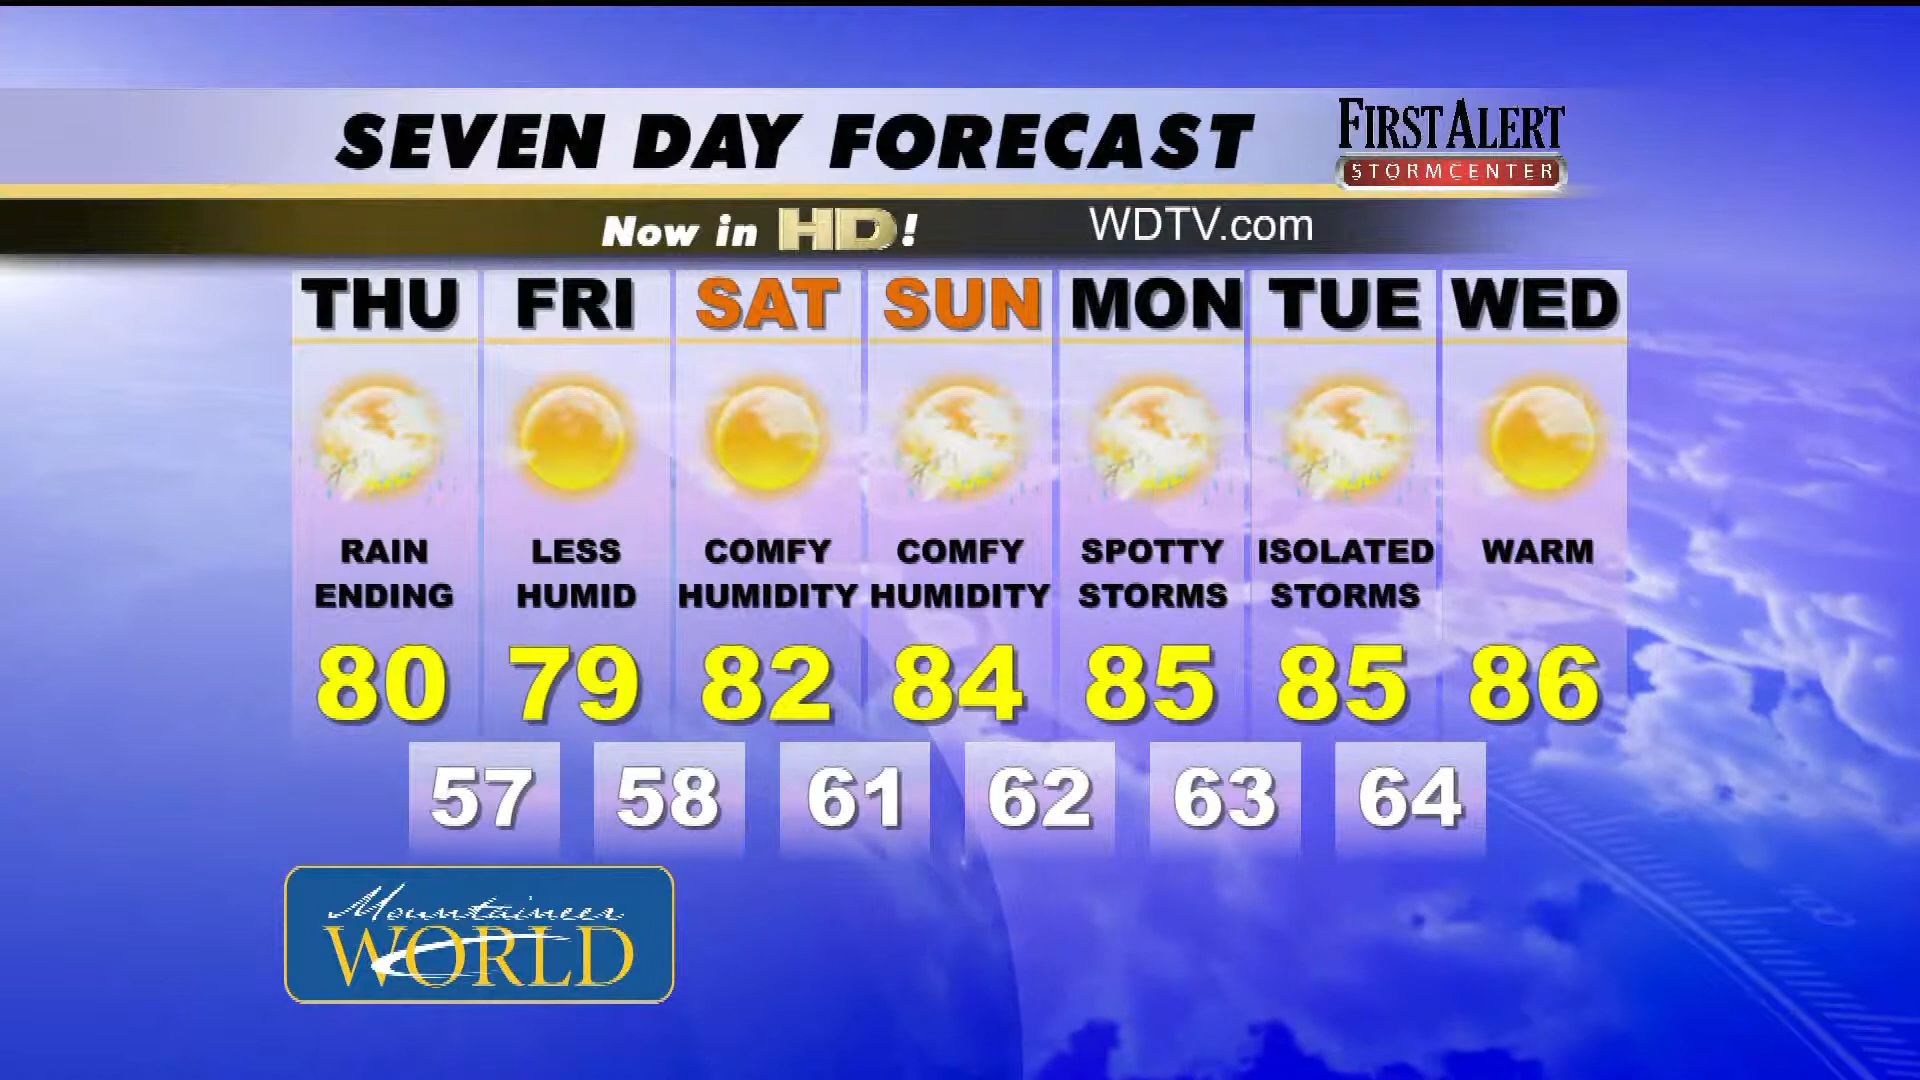 SEVEN DAY FORECAST
FIRST ALERT
STORMCENTER
Now in HD!
WDTV.com
THU FRI SAT SUN MON TUE WED
RAIN ENDING
LESS HUMID
COMFY HUMIDITY
COMFY HUMIDITY
SPOTTY STORMS
ISOLATED STORMS
WARM
80 79 82 84 85 85 86
57 58 61 62 63 64
Mountaineer
WORLD